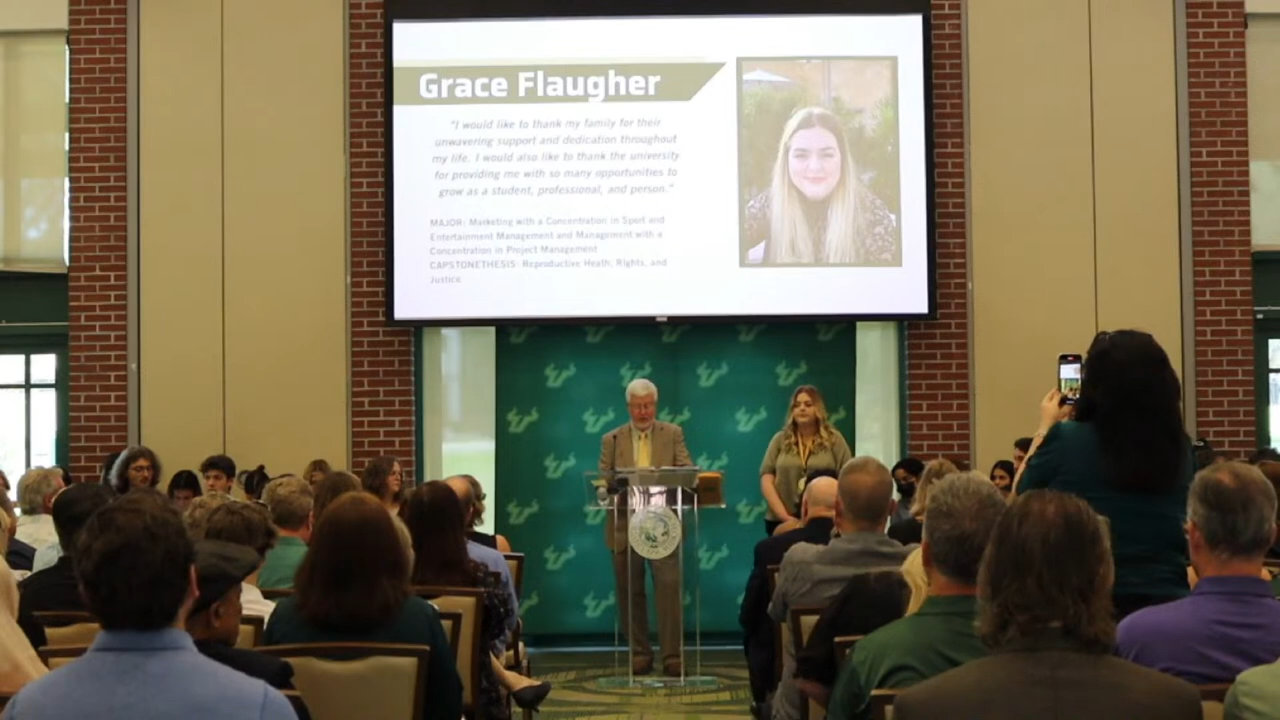 Grace Flaugher
"I would like to thank my family for their
unwavering support and dedication throughout
my life. I would also like to thank the university
for providing me with so many opportunities to
grow as a student, professional, and person."
MAJOR: Marketing with a Concentration in Sport and
Entertainment Management and Management with a
Concentration in Project Management
CAPSTONETHESIS: Reproductive Heath, Rights, and
Justice